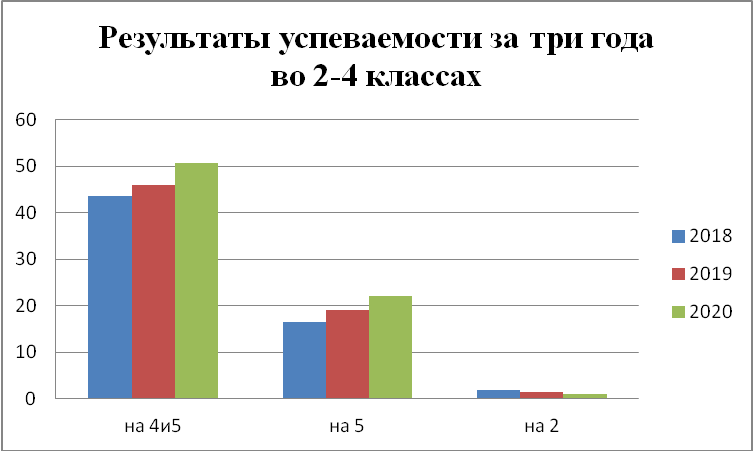 Результаты успеваемости за три года
во 2-4 классах
60
50
40
30
20
10
0
на 4и5
на 5
на 2
2018
2019
2020